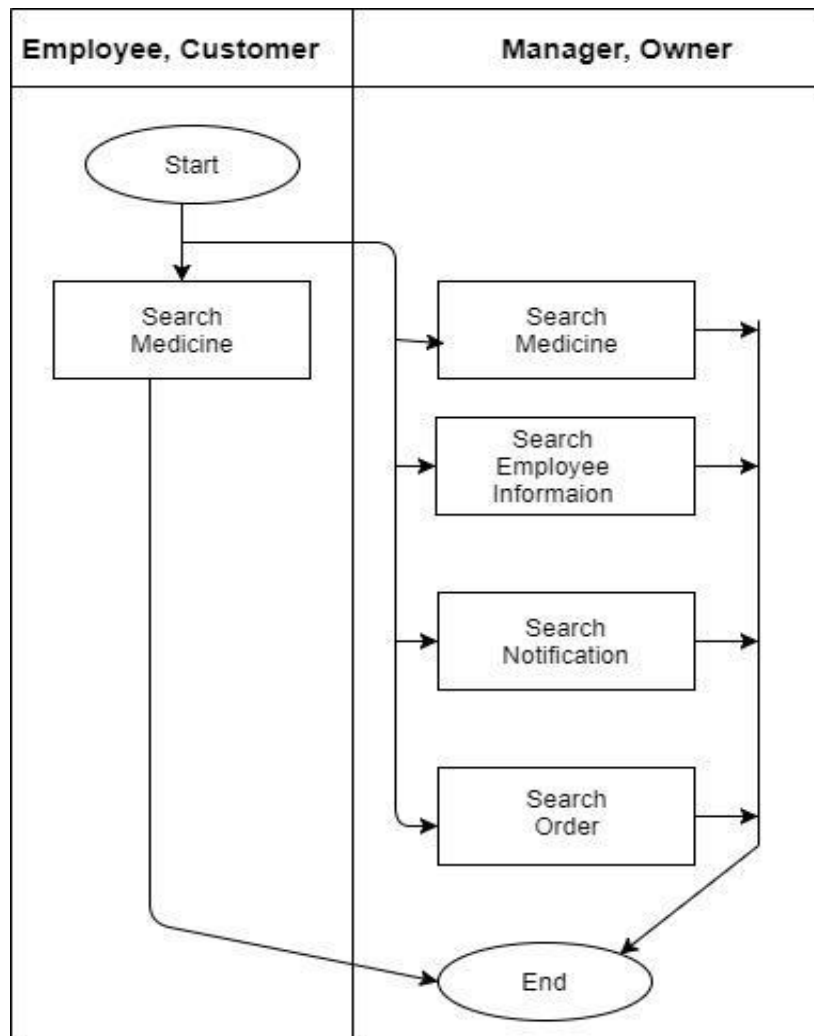 Employee, Customer
Manager, Owner
Start
Search
Medicine
Search
Medicine
Search
Employee
Informaion
Search
Notification
Search
Order
End